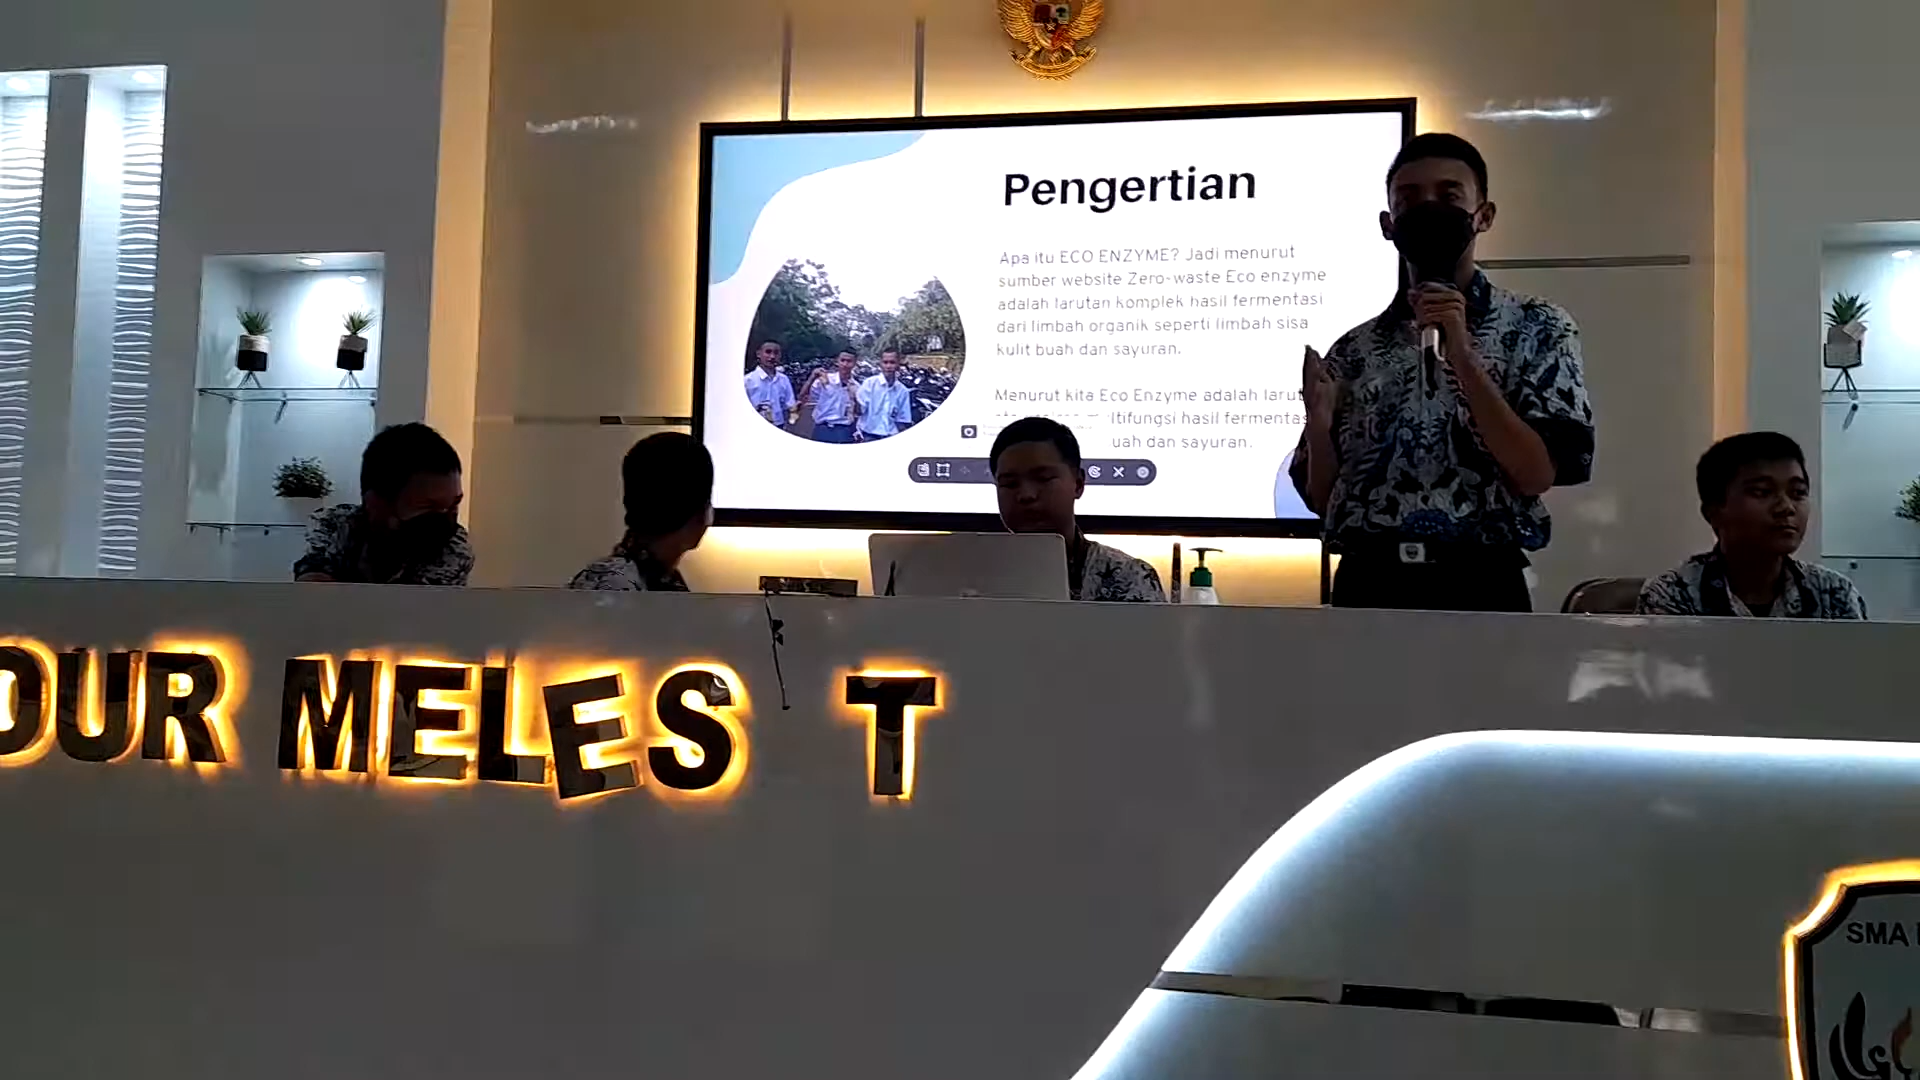 Pengertian
Apa itu ECO ENZYME? Jadi menurut
sumber website Zero-waste Eco enzyme
adalah larutan komplek hasil fermentasi
dari limbah organik seperti limbah sisa
kulit buah dan sayuran.
Menurut kita Eco Enzyme adalah larut
ltifungsi hasil fermentas
uah dan sayuran.
OUR MELES T
SMA